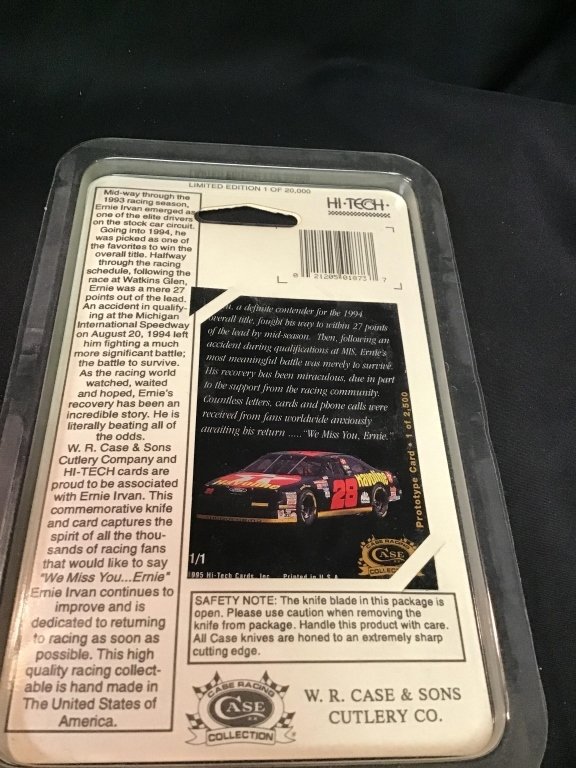 LIMITED EDITION 1 OF 20,000
Mid-way through the
1993 racing season,
Ernie Irvan emerged as
one of the elite drivers
on the stock car circuit.
Going into 1994, he
was picked as one of
the favorites to win the
overall title. Halfway
through the racing
schedule, following the
race at Watkins Glen,
Ernie was a mere 27
points out of the lead.
An accident in qualify-
ing at the Michigan
International Speedway
on August 20, 1994 left
him fighting a much
more significant battle;
the battle to survive.
As the racing world
watched, waited
and hoped, Ernie's
recovery has been an
incredible story. He is
literally beating all of
the odds.
W. R. Case & Sons
Cutlery Company and
HI-TECH cards are
proud to be associated
with Ernie Irvan. This
commemorative knife
and card captures the
spirit of all the thou-
sands of racing fans
that would like to say
"We Miss You...Ernie"
Ernie Irvan continues to
improve and is
dedicated to returning
to racing as soon as
possible. This high
quality racing collect-
able is hand made in
The United States of
America.
HI·TECH
0 21205 01873 7
a definite contender for the 1994
overall title, fought his way to within 27 points
of the lead by mid-season. Then, following an
accident during qualifications at MIS, Ernie's
most meaningful battle was merely to survive.
His recovery has been miraculous, due in part
to the support from the racing community.
Countless letters, cards and phone calls were
received from fans worldwide anxiously
awaiting his return ....."We Miss You, Ernie."
Prototype Card • 1 of 2,500
Havoline
28
1/1
1995 Hi-Tech Cards, Inc. Printed in U.S.A.
CASE RACING
CASE
COLLECTION
SAFETY NOTE: The knife blade in this package is
open. Please use caution when removing the
knife from package. Handle this product with care.
All Case knives are honed to an extremely sharp
cutting edge.
CASE RACING
CASE
XX
COLLECTION
W. R. CASE & SONS
CUTLERY CO.